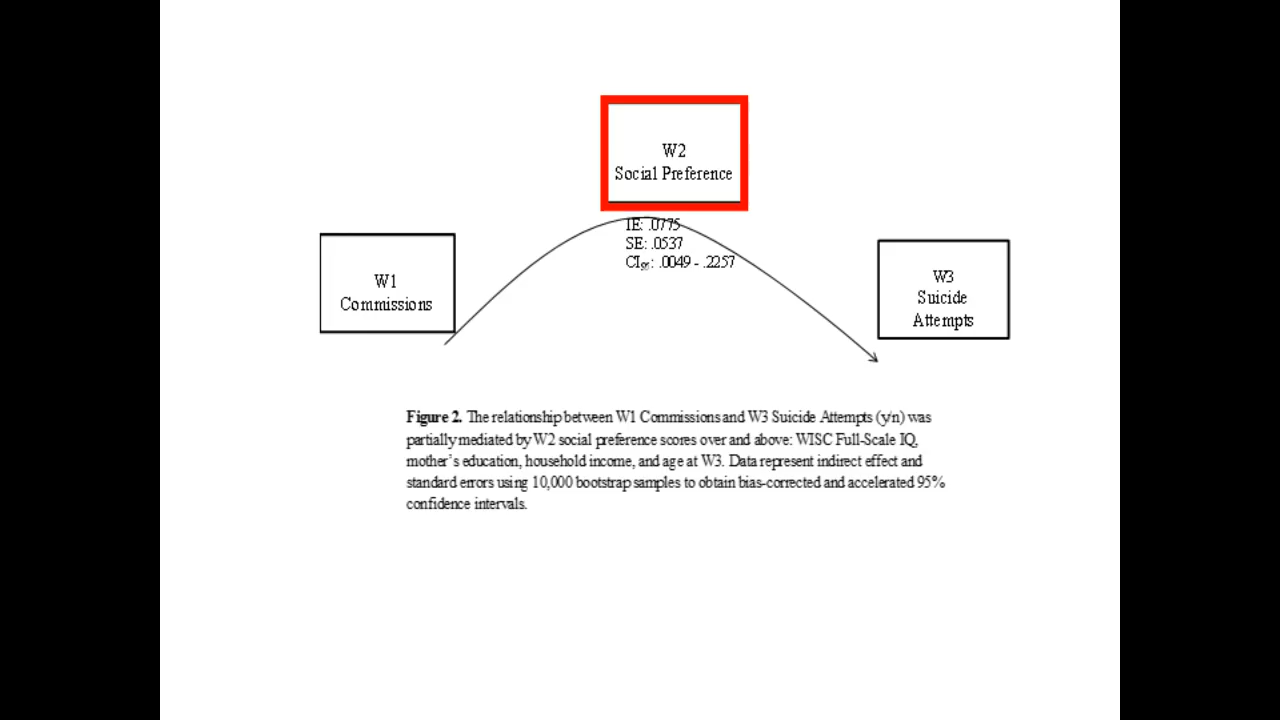 W2
Social Preference
IE: .0775
SE: .0537
CI95: .0049 - .2257
W1
Commissions
W3
Suicide
Attempts
Figure 2. The relationship between W1 Commissions and W3 Suicide Attempts (y/n) was
partially mediated by W2 social preference scores over and above: WISC Full-Scale IQ,
mother's education, household income, and age at W3. Data represent indirect effect and
standard errors using 10,000 bootstrap samples to obtain bias-corrected and accelerated 95%
confidence intervals.